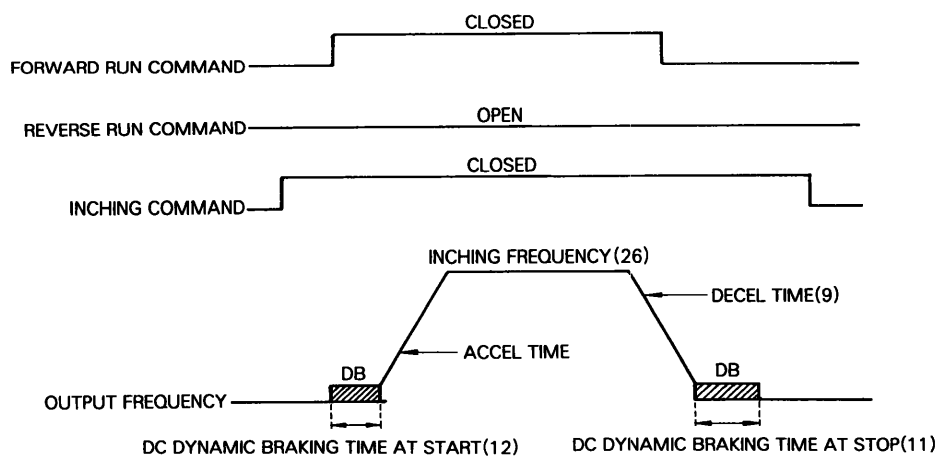 CLOSED
FORWARD RUN COMMAND
OPEN
REVERSE RUN COMMAND
CLOSED
INCHING COMMAND
INCHING FREQUENCY(26)
DECEL TIME(9)
ACCEL TIME
DB
DB
OUTPUT FREQUENCY
DC DYNAMIC BRAKING TIME AT START(12)
DC DYNAMIC BRAKING TIME AT STOP(11)